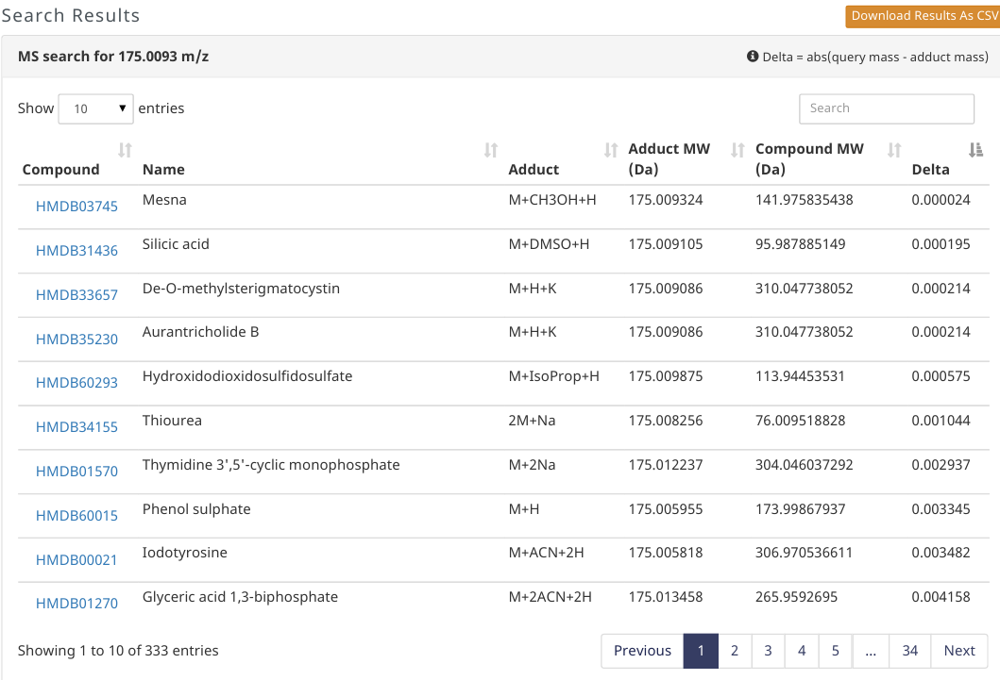 Search Results
Download Results As CSV
MS search for 175.0093 m/z
Delta = abs(query mass - adduct mass)
Show 10 entries
Search
Compound Name Adduct Adduct MW (Da) Compound MW (Da) Delta
HMDB03745 Mesna M+CH3OH+H 175.009324 141.975835438 0.000024
HMDB31436 Silicic acid M+DMSO+H 175.009105 95.987885149 0.000195
HMDB33657 De-O-methylsterigmatocystin M+H+K 175.009086 310.047738052 0.000214
HMDB35230 Aurantricholide B M+H+K 175.009086 310.047738052 0.000214
HMDB60293 Hydroxidodioxidosulfidosulfate M+IsoProp+H 175.009875 113.94453531 0.000575
HMDB34155 Thiourea 2M+Na 175.008256 76.009518828 0.001044
HMDB01570 Thymidine 3',5'-cyclic monophosphate M+2Na 175.012237 304.046037292 0.002937
HMDB60015 Phenol sulphate M+H 175.005955 173.99867937 0.003345
HMDB00021 Iodotyrosine M+ACN+2H 175.005818 306.970536611 0.003482
HMDB01270 Glyceric acid 1,3-biphosphate M+2ACN+2H 175.013458 265.9592695 0.004158
Showing 1 to 10 of 333 entries
Previous 1 2 3 4 5 ... 34 Next